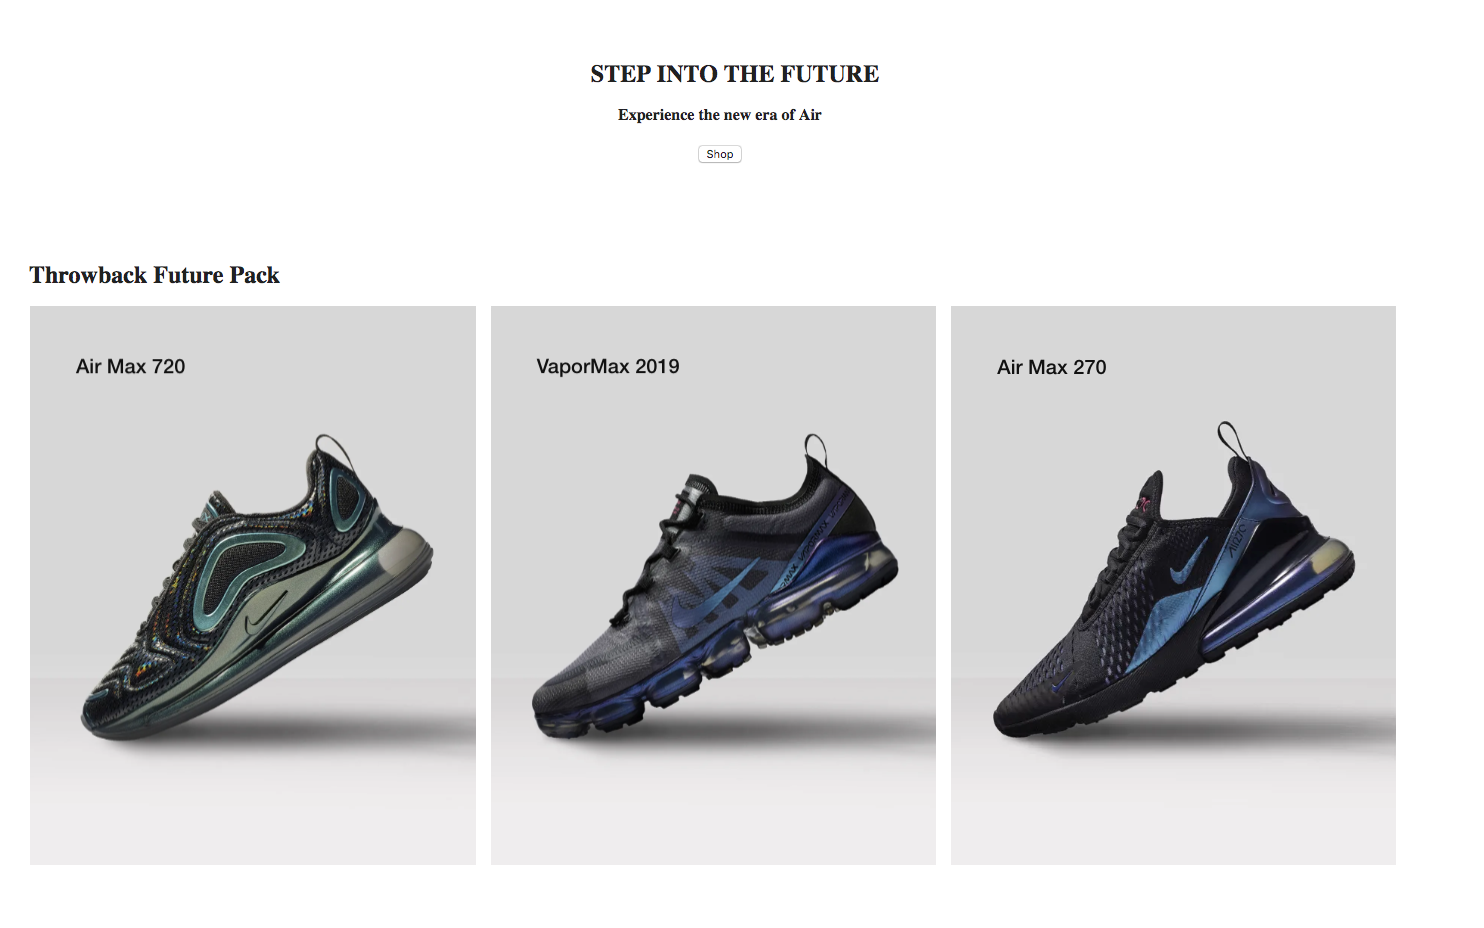 STEP INTO THE FUTURE
Experience the new era of Air
Shop
Throwback Future Pack
Air Max 720
VaporMax 2019
Air Max 270